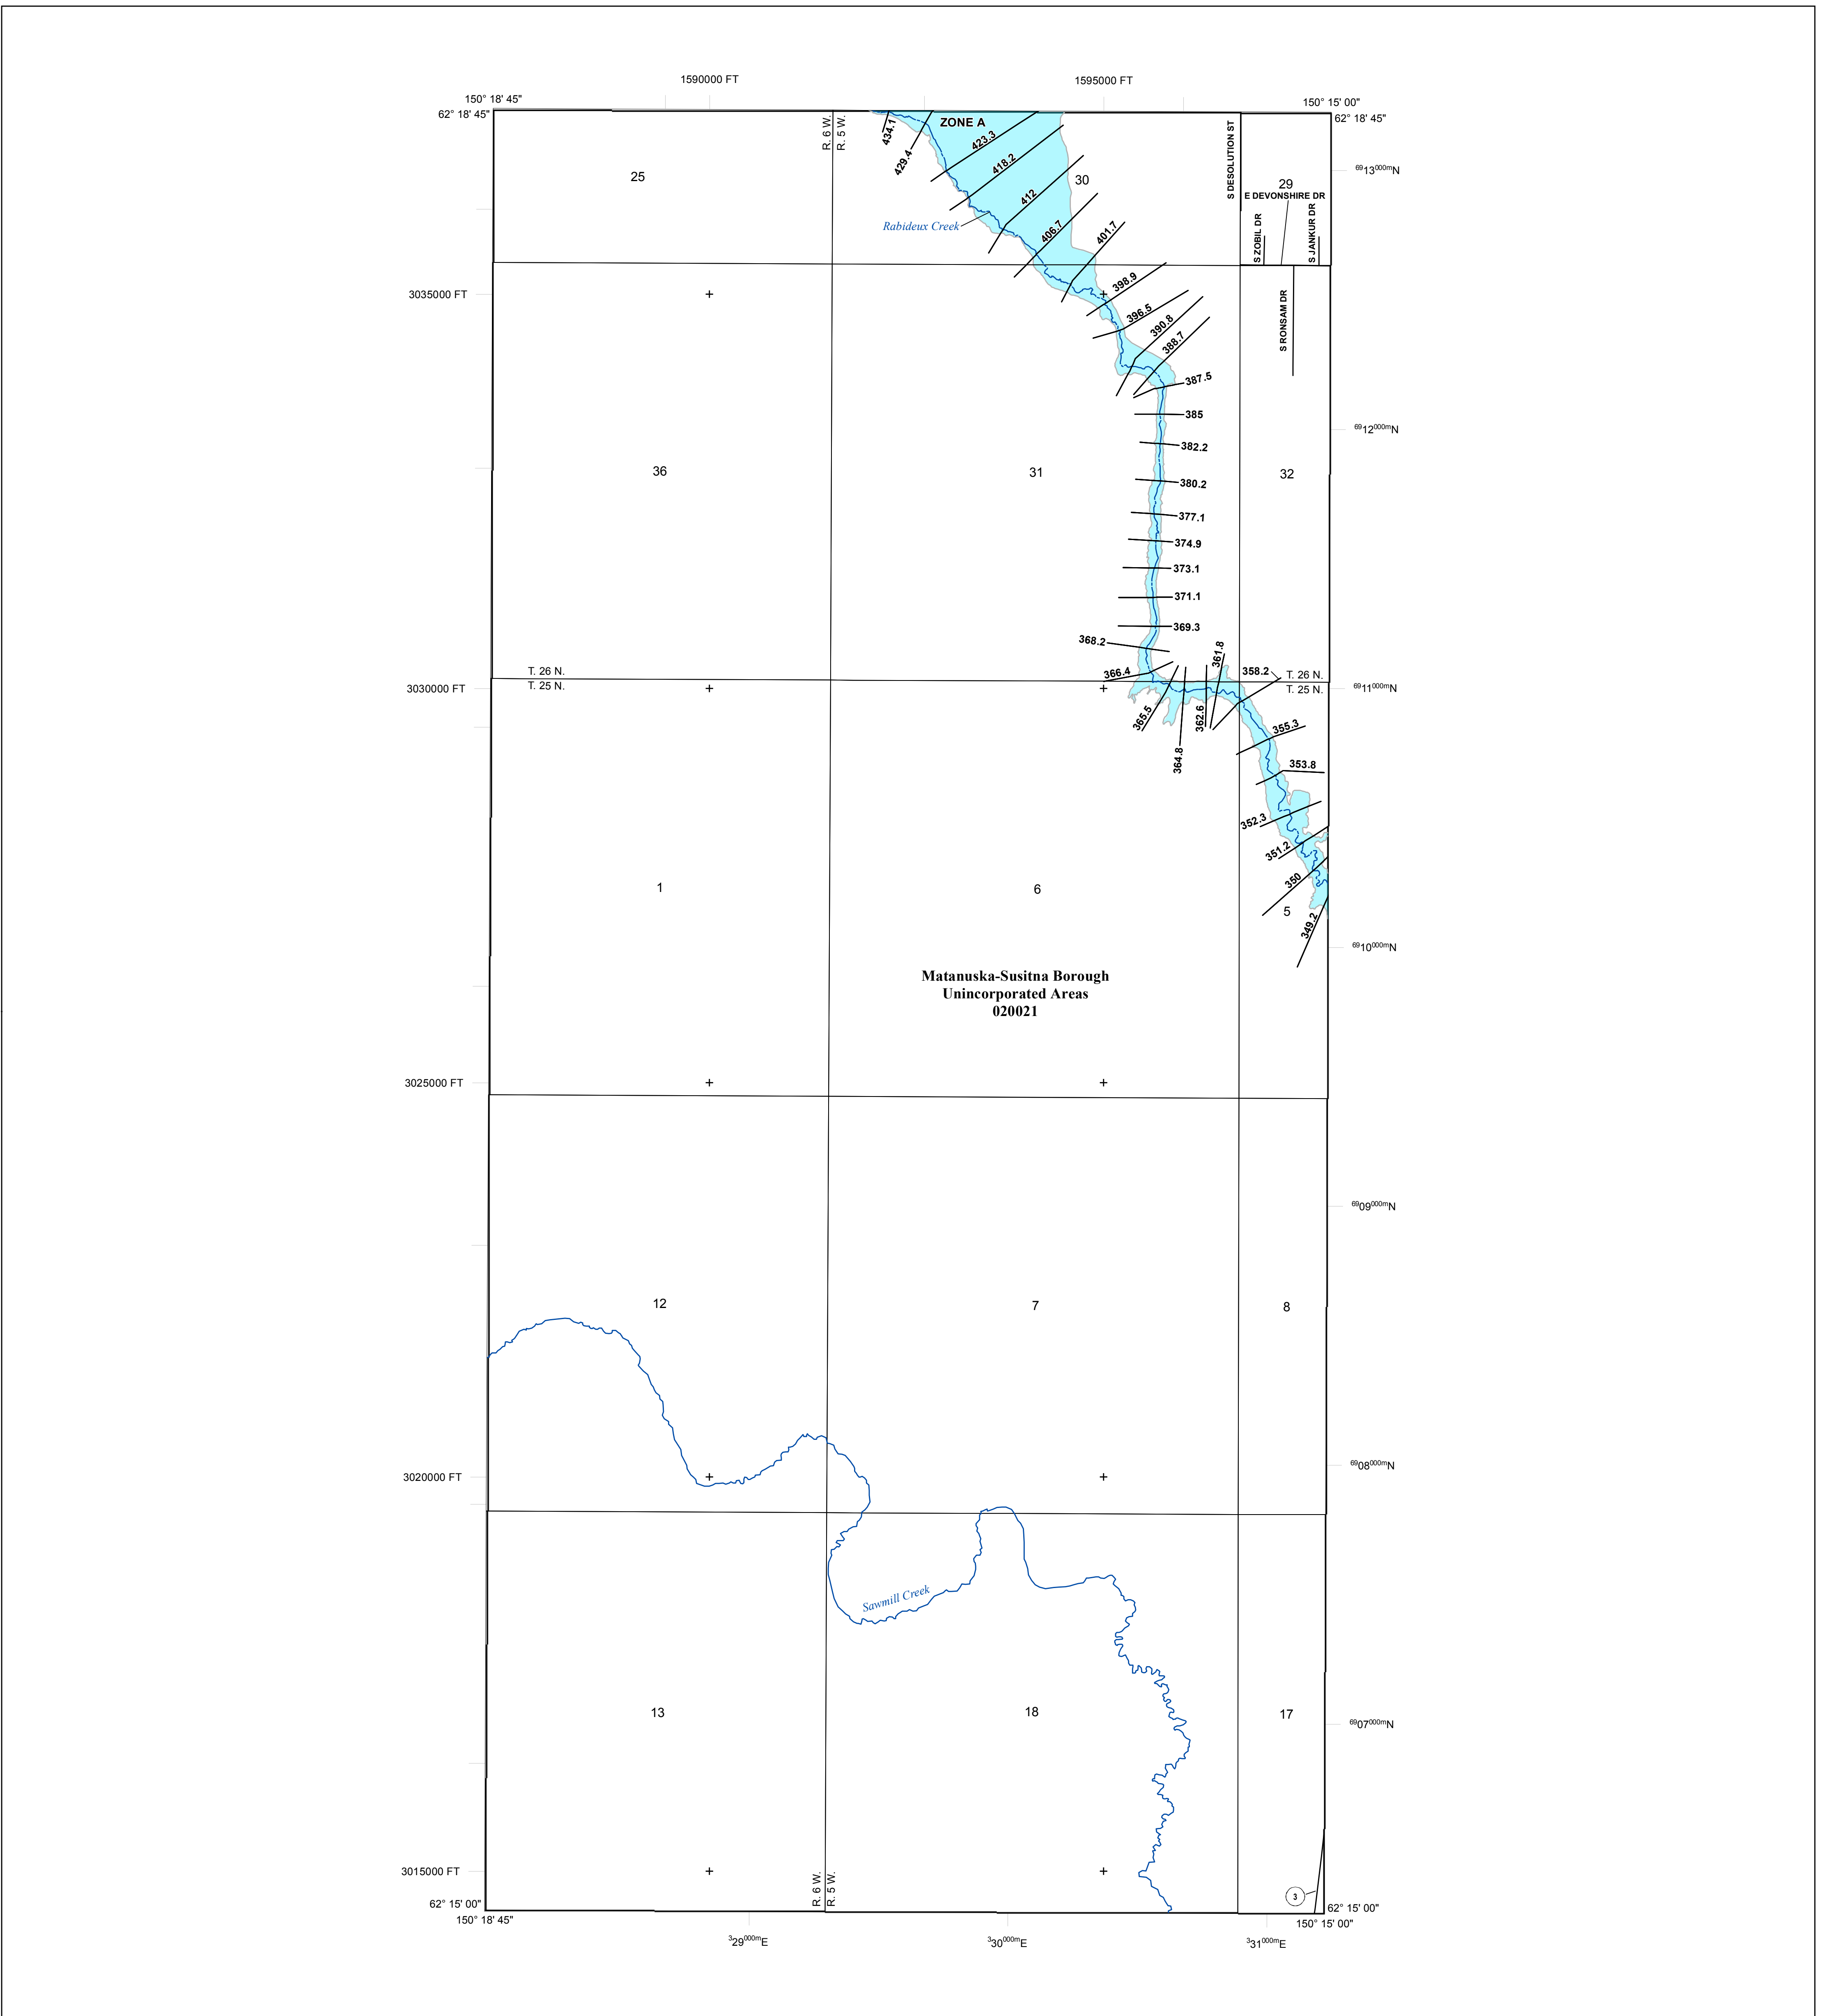 1590000 FT
1595000 FT
150° 18' 45"
150° 15' 00"
62° 18' 45"
62° 18' 45"
R. 6 W.
R. 5 W.
434.1
429.4
ZONE A
423.3
418.2
412
406.7
401.7
25
30
S DESOLUTION ST
29
E DEVONSHIRE DR
S ZOBIL DR
S JANKUR DR
6913000mN
Rabideux Creek
3035000 FT
398.9
396.5
390.8
388.7
387.5
S RONSAM DR
385
6912000mN
382.2
36
31
32
380.2
377.1
374.9
373.1
371.1
369.3
368.2
366.4
361.8
358.2
T. 26 N.
T. 25 N.
T. 26 N.
T. 25 N.
3030000 FT
6911000mN
365.5
364.8
362.6
355.3
353.8
352.3
351.2
350
349.2
1
6
5
6910000mN
Matanuska-Susitna Borough
Unincorporated Areas
020021
3025000 FT
6909000mN
12
7
8
3020000 FT
6908000mN
Sawmill Creek
13
18
17
6907000mN
3015000 FT
R. 6 W.
R. 5 W.
3
62° 15' 00"
62° 15' 00"
150° 18' 45"
150° 15' 00"
329000mE
330000mE
331000mE